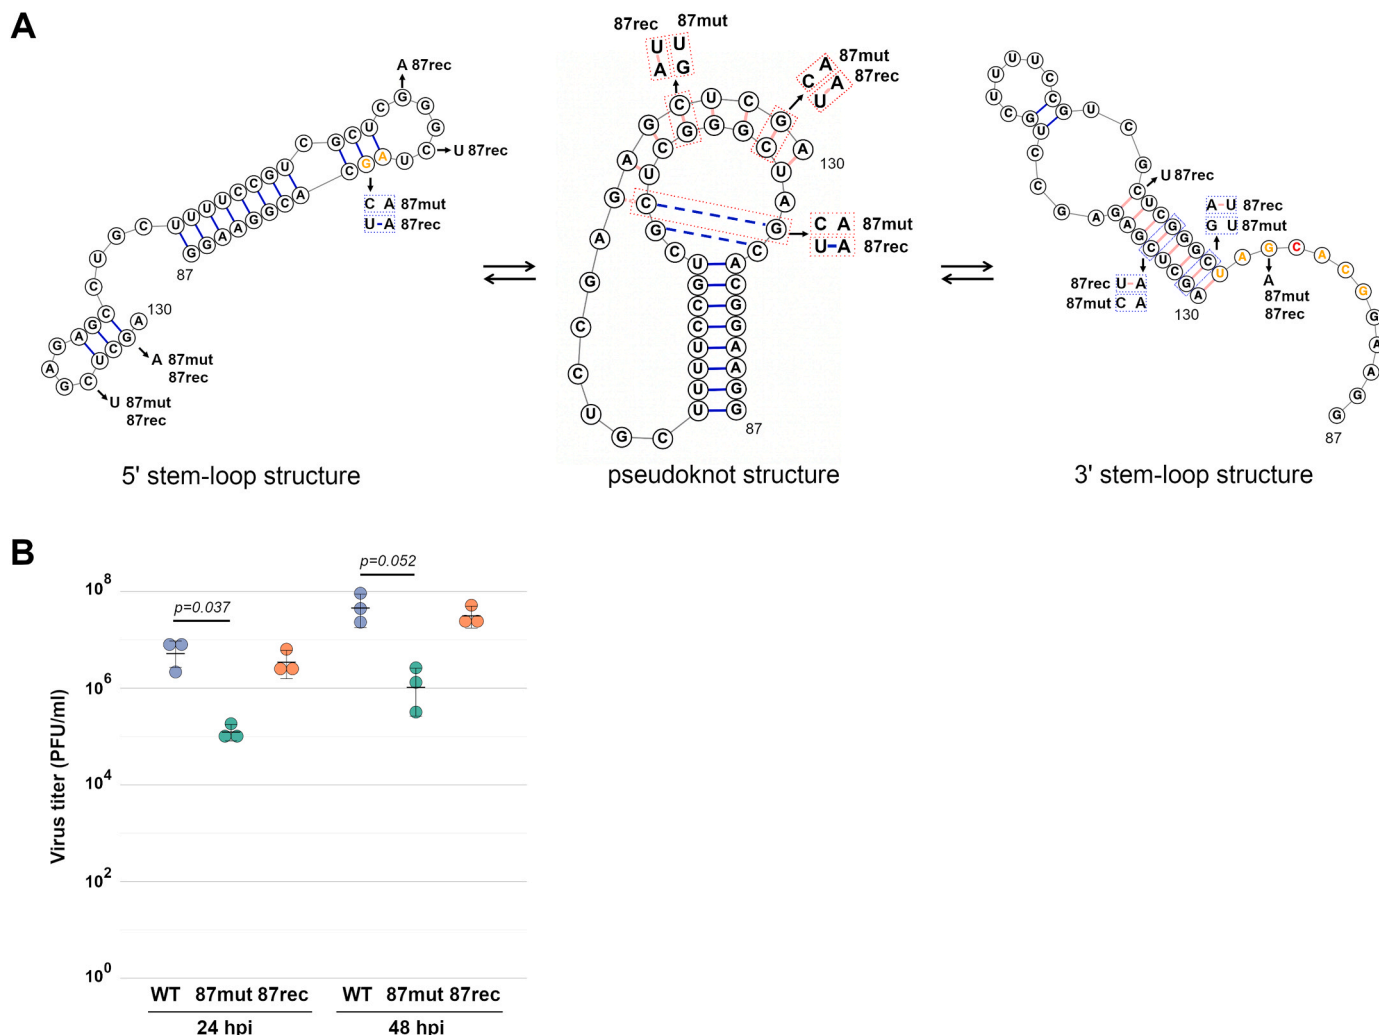 A
A 87rec
U 87rec
C A 87mut
U-A 87rec
87
130
A 87mut
87rec
U 87mut
87rec
5' stem-loop structure
87rec 87mut
U U
A G
87mut
87rec
A
C A
U
130
C A 87mut
U-A 87rec
87
pseudoknot structure
U 87rec
A-U 87rec
G U 87mut
87rec U-A
87mut C A
130
A
87mut
87rec
87
3' stem-loop structure
B
Virus titer (PFU/ml)
10^8
10^6
10^4
10^2
10^0
p=0.037
p=0.052
WT 87mut 87rec WT 87mut 87rec
24 hpi 48 hpi